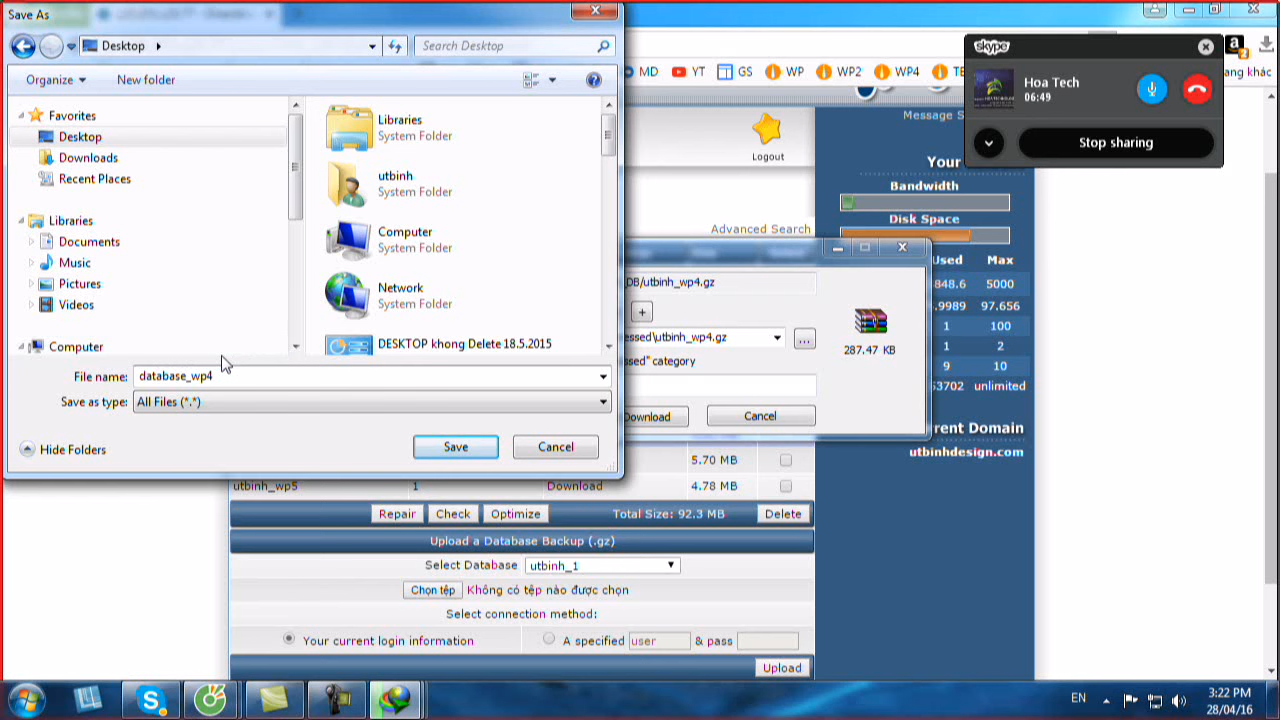 Save As
Desktop
Search Desktop
Organize
New folder
Favorites
Desktop
Downloads
Recent Places
Libraries
Documents
Music
Pictures
Videos
Computer
Libraries
System Folder
utbinh
System Folder
Computer
System Folder
Network
System Folder
DESKTOP khong Delete 18.5.2015
File name: database_wp4
Save as type: All Files (*.*)
Hide Folders
Save
Cancel
MD YT GS WP WP2 WP4
skype
Hoa Tech
06:49
Stop sharing
Logout
Advanced Search
Message S
Your
Bandwidth
Disk Space
Used Max
848.6 5000
.9989 97.656
1 100
1 2
9 10
53702 unlimited
rent Domain
utbinhdesign.com
DB/utbinh_wp4.gz
+
essed\utbinh_wp4.gz
...
287.47 KB
ssed" category
Download
Cancel
5.70 MB
utbinh_wp5 1 Download 4.78 MB
Repair Check Optimize Total Size: 92.3 MB Delete
Upload a Database Backup (.gz)
Select Database utbinh_1
Chọn tệp Không có tệp nào được chọn
Select connection method:
Your current login information A specified user & pass
Upload
EN
3:22 PM
28/04/16